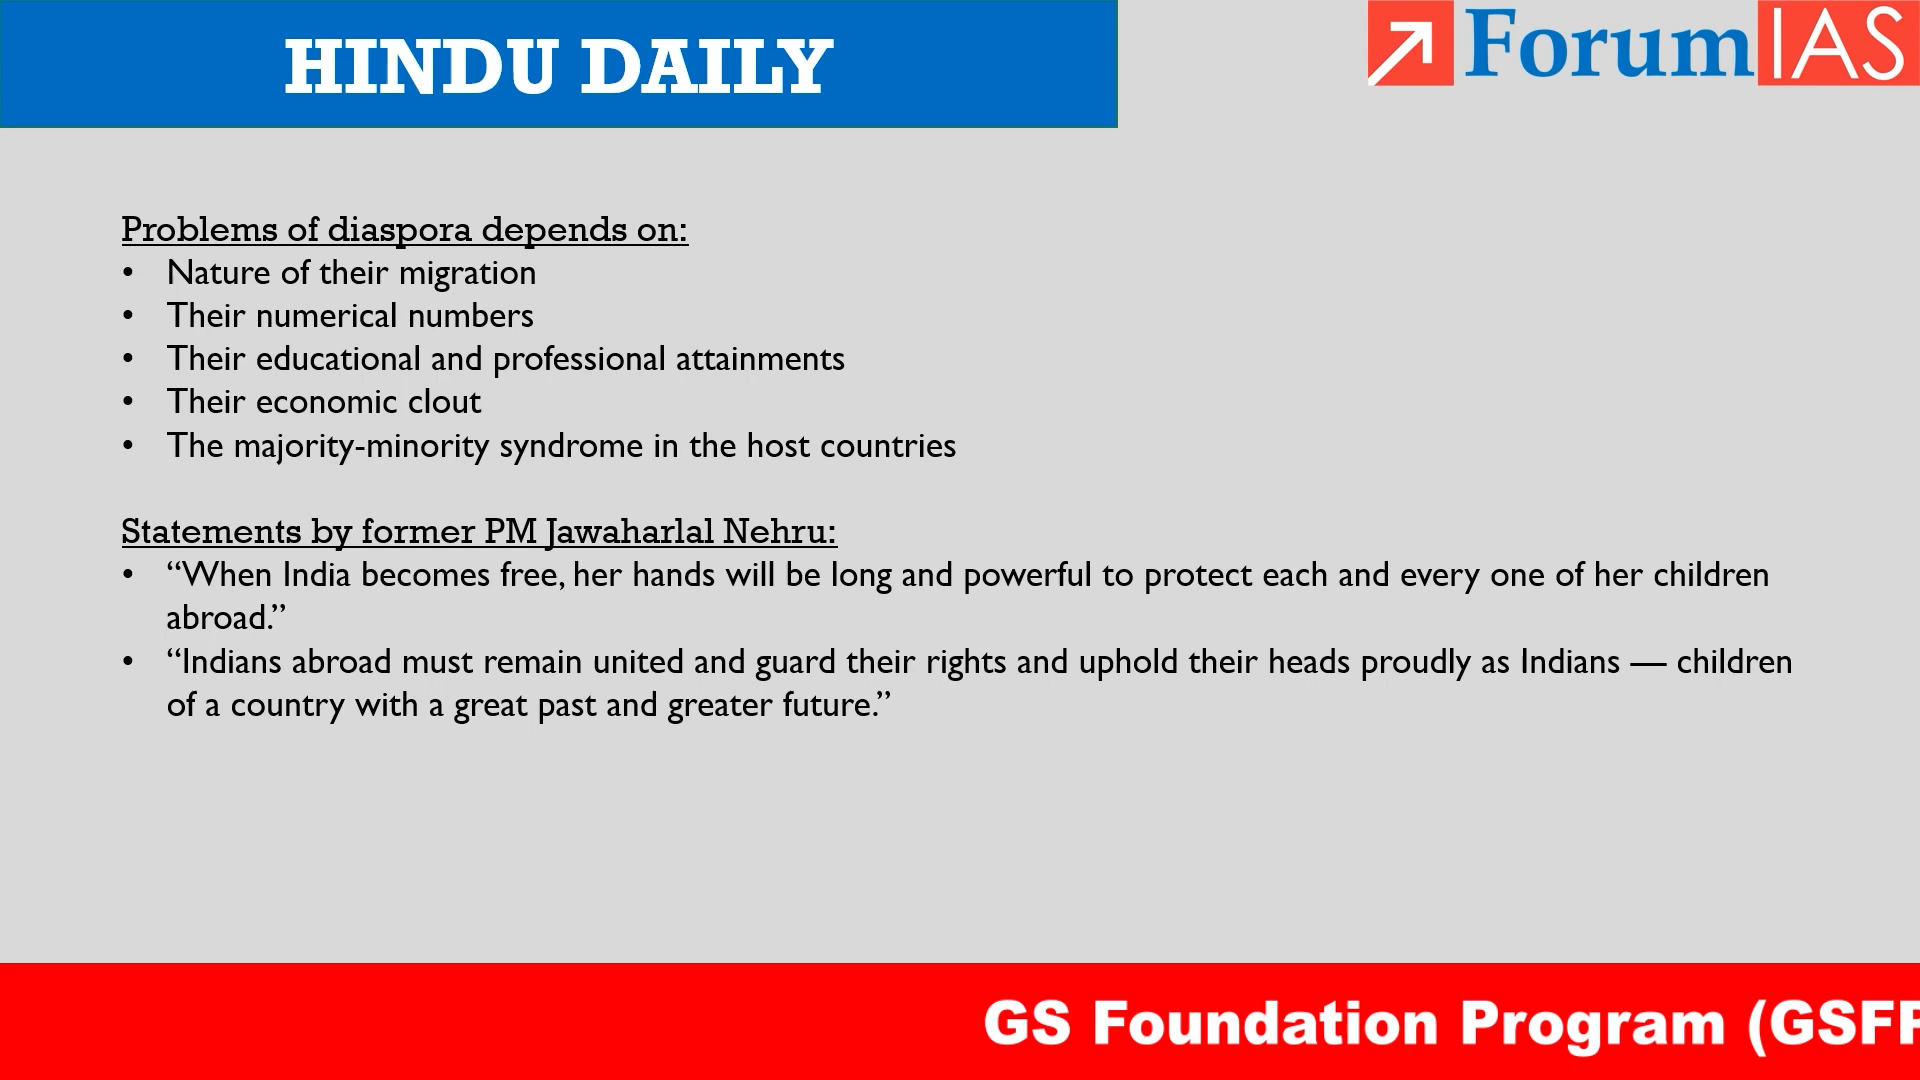 HINDU DAILY
Forum IAS
Problems of diaspora depends on:
• Nature of their migration
• Their numerical numbers
• Their educational and professional attainments
• Their economic clout
• The majority-minority syndrome in the host countries
Statements by former PM Jawaharlal Nehru:
• “When India becomes free, her hands will be long and powerful to protect each and every one of her children
abroad.”
• “Indians abroad must remain united and guard their rights and uphold their heads proudly as Indians — children
of a country with a great past and greater future.”
GS Foundation Program (GSFP